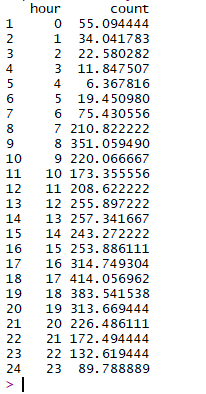 hour count
1 0 55.094444
2 1 34.041783
3 2 22.580282
4 3 11.847507
5 4 6.367816
6 5 19.450980
7 6 75.430556
8 7 210.822222
9 8 351.059490
10 9 220.066667
11 10 173.355556
12 11 208.622222
13 12 255.897222
14 13 257.341667
15 14 243.272222
16 15 253.886111
17 16 314.749304
18 17 414.056962
19 18 383.541538
20 19 313.669444
21 20 226.486111
22 21 172.494444
23 22 132.619444
24 23 89.788889
>